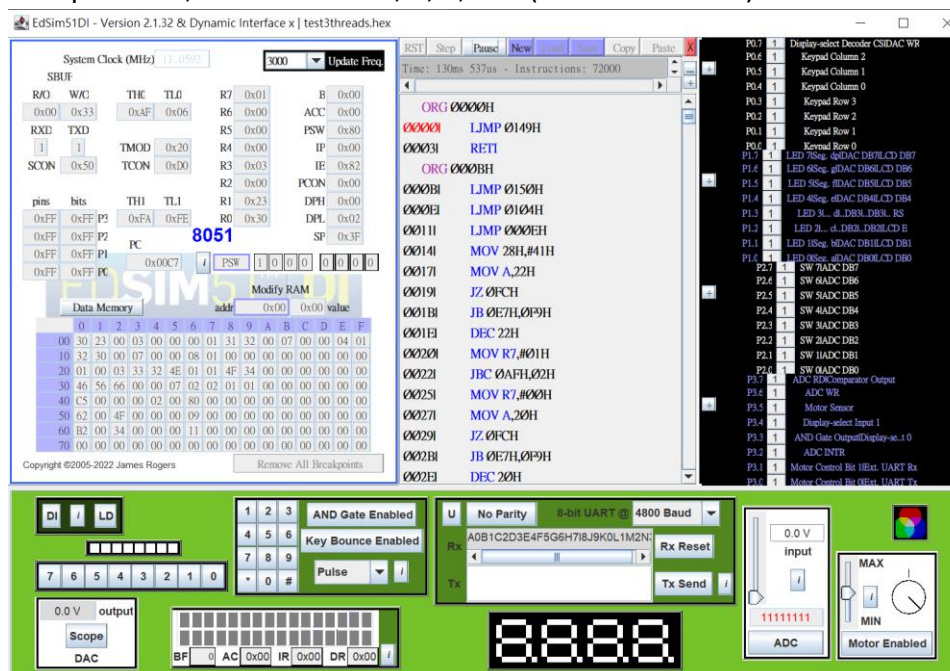 EdSim51DI - Version 2.1.32 & Dynamic Interface x | test3threads.hex
System Clock (MHz) 11.0592 3000 Update Freq.
SBUF
R/O W/O TH0 TL0 R7 0x01 B 0x00
0x00 0x33 0xAF 0x06 R6 0x00 ACC 0x00
RXD TXD R5 0x00 PSW 0x80
1 1 TMOD 0x20 R4 0x00 IP 0x00
SCON 0x50 TCON 0xD0 R3 0x03 IE 0x82
R2 0x00 PCON 0x00
pins bits TH1 TL1 R1 0x23 DPH 0x00
0xFF 0xFF P3 0xFA 0xFE R0 0x30 DPL 0x02
0xFF 0xFF P2 8051 SP 0x3F
0xFF 0xFF P1 PC
0xFF 0xFF P0 0x00C7 i PSW 1 0 0 0 0 0 0 0
Modify RAM
Data Memory addr 0x00 0x00 value
0 1 2 3 4 5 6 7 8 9 A B C D E F
00 30 23 00 03 00 00 00 01 31 32 00 07 00 00 04 01
10 32 30 00 07 00 00 08 01 00 00 00 00 00 00 00 00
20 01 00 03 33 32 4E 01 01 4F 34 00 00 00 00 00 00
30 46 56 66 00 00 07 02 02 01 01 00 00 00 00 00 00
40 C5 00 00 00 02 00 80 00 00 00 00 00 00 00 00 00
50 62 00 4F 00 00 00 09 00 00 00 00 00 00 00 00 00
60 B2 00 34 00 00 00 11 00 00 00 00 00 00 00 00 00
70 00 00 00 00 00 00 00 00 00 00 00 00 00 00 00 00
Copyright ©2005-2022 James Rogers Remove All Breakpoints
RST Step Pause New Copy Paste X
Time: 130ms 537us - Instructions: 72000
ORG 0000H
0000| LJMP 0149H
0003| RETI
ORG 000BH
000B| LJMP 0150H
000E| LJMP 0104H
0011| LJMP 000EH
0014| MOV 28H,#41H
0017| MOV A,22H
0019| JZ 0FCH
001B| JB 0E7H,0F9H
001E| DEC 22H
0020| MOV R7,#01H
0022| JBC 0AFH,02H
0025| MOV R7,#00H
0027| MOV A,20H
0029| JZ 0FCH
002B| JB 0E7H,0F9H
002E| DEC 20H
P0.7 1 Display-select Decoder CS|DAC WR
P0.6 1 Keypad Column 2
P0.5 1 Keypad Column 1
P0.4 1 Keypad Column 0
P0.3 1 Keypad Row 3
P0.2 1 Keypad Row 2
P0.1 1 Keypad Row 1
P0.0 1 Keypad Row 0
P1.7 1 LED 7|Seg. dp|DAC DB7|LCD DB7
P1.6 1 LED 6|Seg. g|DAC DB6|LCD DB6
P1.5 1 LED 5|Seg. f|DAC DB5|LCD DB5
P1.4 1 LED 4|Seg. e|DAC DB4|LCD DB4
P1.3 1 LED 3|... d|..DB3|..DB3.. RS
P1.2 1 LED 2|... c|..DB2|..DB2|LCD E
P1.1 1 LED 1|Seg. b|DAC DB1|LCD DB1
P1.0 1 LED 0|Seg. a|DAC DB0|LCD DB0
P2.7 1 SW 7|ADC DB7
P2.6 1 SW 6|ADC DB6
P2.5 1 SW 5|ADC DB5
P2.4 1 SW 4|ADC DB4
P2.3 1 SW 3|ADC DB3
P2.2 1 SW 2|ADC DB2
P2.1 1 SW 1|ADC DB1
P2.0 1 SW 0|ADC DB0
P3.7 1 ADC RD|Comparator Output
P3.6 1 ADC WR
P3.5 1 Motor Sensor
P3.4 1 Display-select Input 1
P3.3 1 AND Gate Output|Display-se..t 0
P3.2 1 ADC INTR
P3.1 1 Motor Control Bit 1|Ext. UART Rx
P3.0 1 Motor Control Bit 0|Ext. UART Tx
DI i LD
7 6 5 4 3 2 1 0
0.0 V output
Scope
DAC
1 2 3 AND Gate Enabled
4 5 6 Key Bounce Enabled
7 8 9
* 0 # Pulse i
BF 0 AC 0x00 IR 0x00 DR 0x00 i
U No Parity 8-bit UART @ 4800 Baud
Rx A0B1C2D3E4F5G6H7I8J9K0L1M2N: Rx Reset
Tx Tx Send i
8.8.8.8.
0.0 V
input
i
11111111
ADC
MAX
i
MIN
Motor Enabled